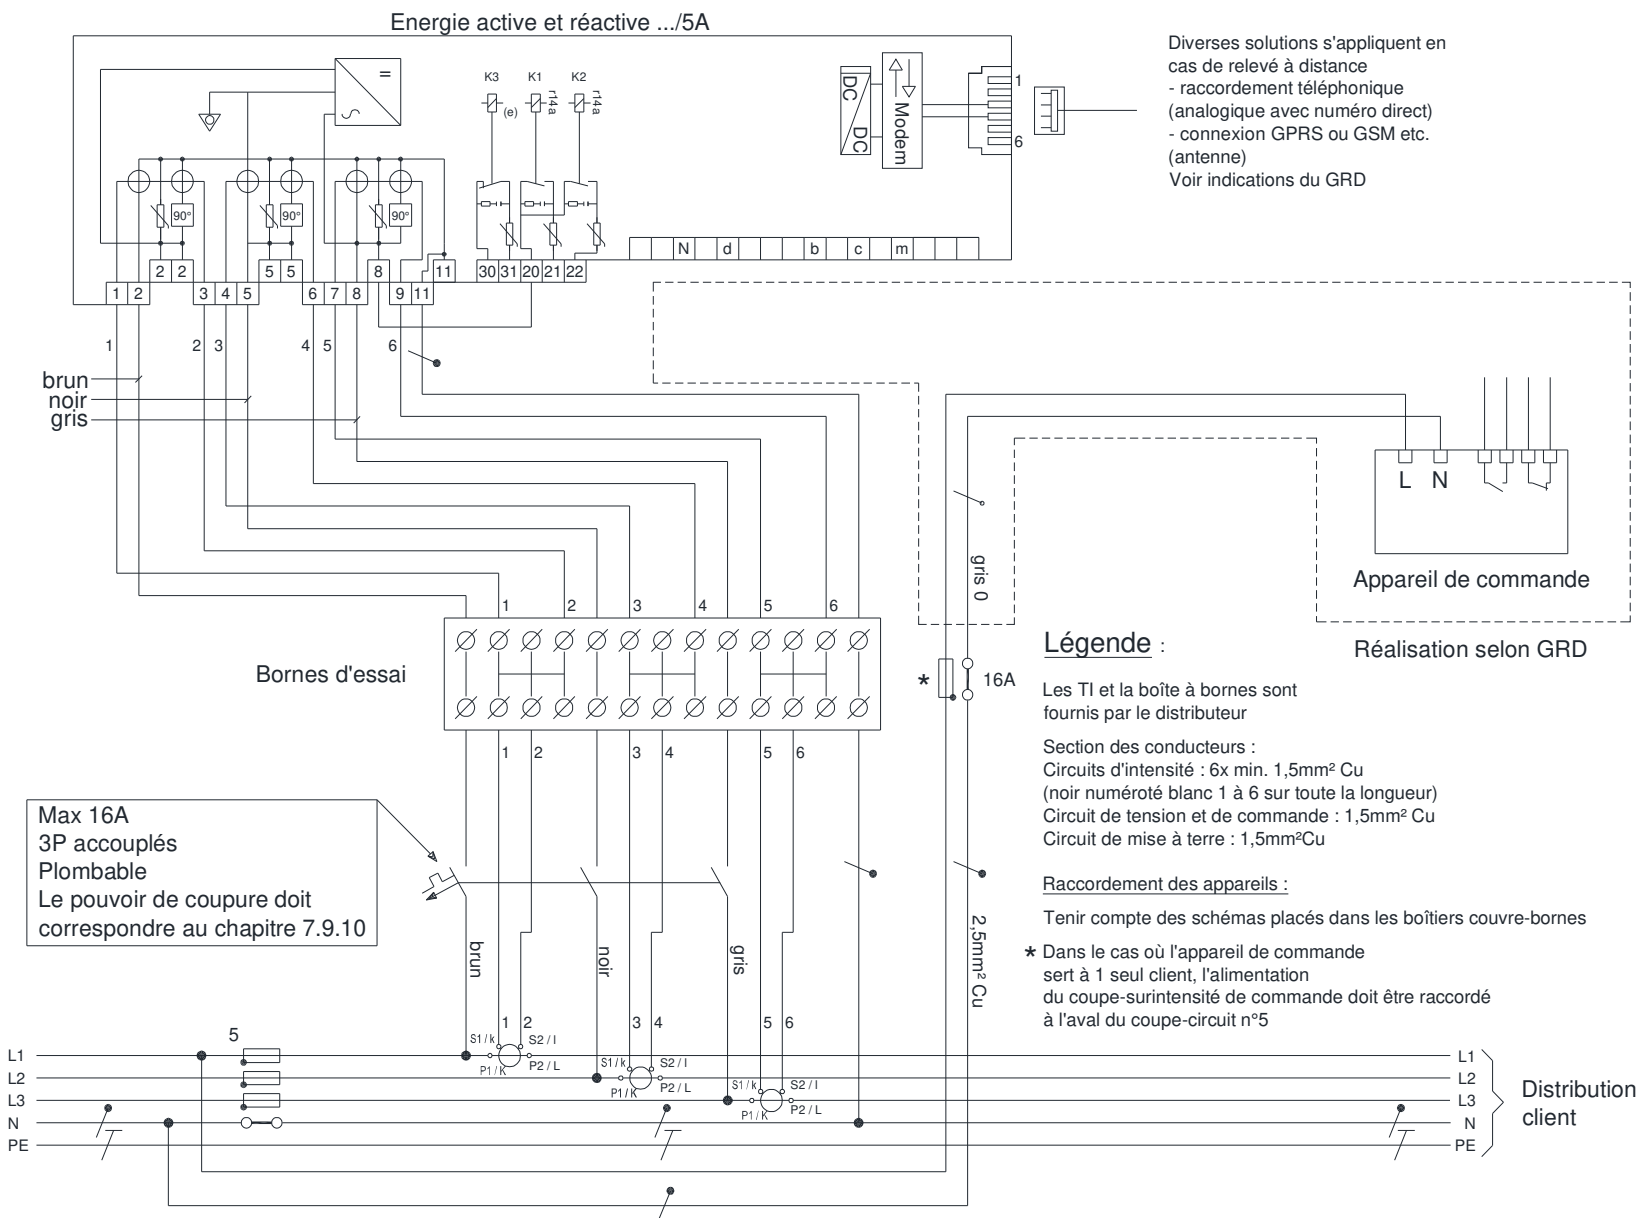 Energie active et réactive .../5A
Diverses solutions s'appliquent en
cas de relevé à distance
- raccordement téléphonique
(analogique avec numéro direct)
- connexion GPRS ou GSM etc.
(antenne)
Voir indications du GRD
=
K3 K1 K2
(e) r14a r14a
DC DC
Modem
1
6
90° 90° 90°
N d b c m
2 2 5 5 8 11 30 31 20 21 22
1 2 3 4 5 6 7 8 9 11
1 2 3 4 5 6
brun
noir
gris
L N
Appareil de commande
Réalisation selon GRD
gris 0
1 2 3 4 5 6
Bornes d'essai
* 16A
1 2 3 4 5 6
Légende :
Les TI et la boîte à bornes sont
fournis par le distributeur
Section des conducteurs :
Circuits d'intensité : 6x min. 1,5mm² Cu
(noir numéroté blanc 1 à 6 sur toute la longueur)
Circuit de tension et de commande : 1,5mm² Cu
Circuit de mise à terre : 1,5mm²Cu
Raccordement des appareils :
Tenir compte des schémas placés dans les boîtiers couvre-bornes
* Dans le cas où l'appareil de commande
sert à 1 seul client, l'alimentation
du coupe-surintensité de commande doit être raccordé
à l'aval du coupe-circuit n°5
Max 16A
3P accouplés
Plombable
Le pouvoir de coupure doit
correspondre au chapitre 7.9.10
brun
noir
gris
2,5mm² Cu
1 2 3 4 5 6
5
S1/k S2/l
P1/K P2/L
S1/k S2/l
P1/K P2/L
S1/k S2/l
P1/K P2/L
L1
L2
L3
N
PE
L1
L2
L3
N
PE
Distribution
client